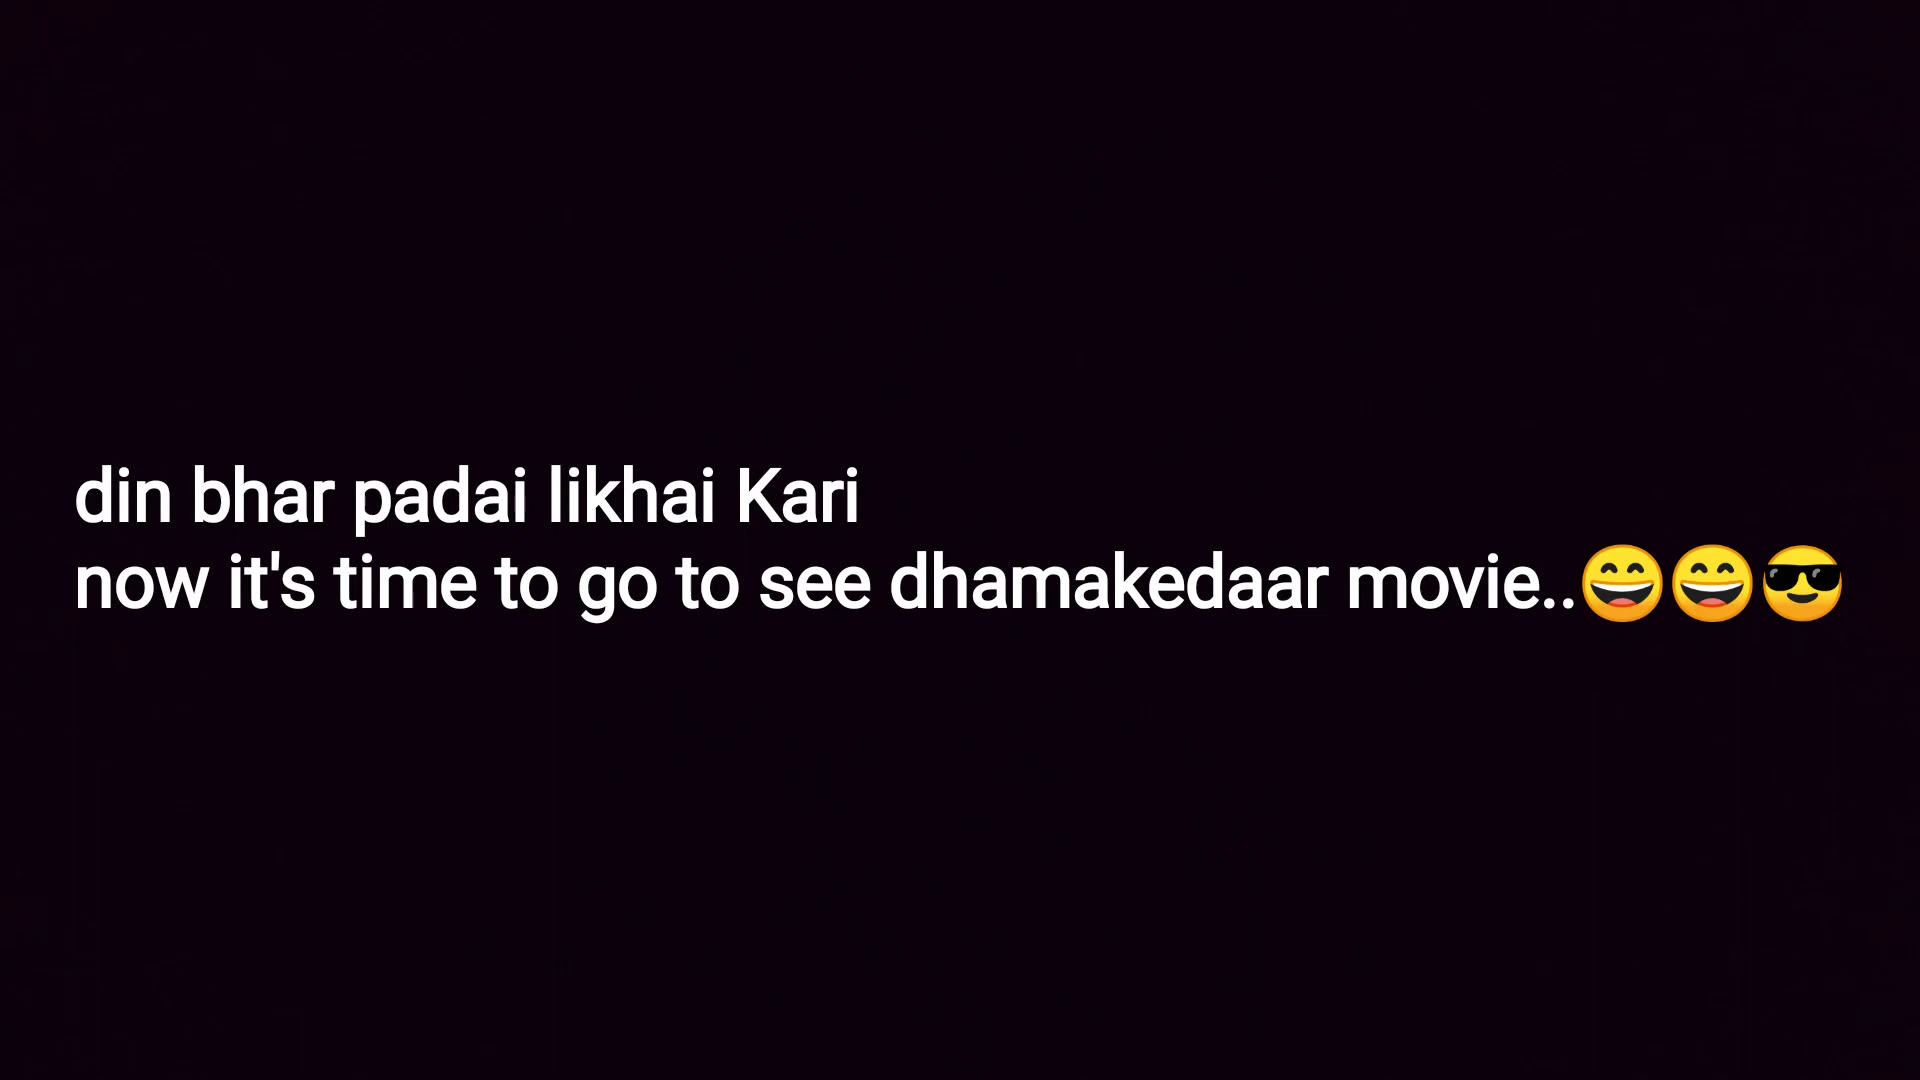 din bhar padai likhai Kari
now it's time to go to see dhamakedaar movie..😄😄😎